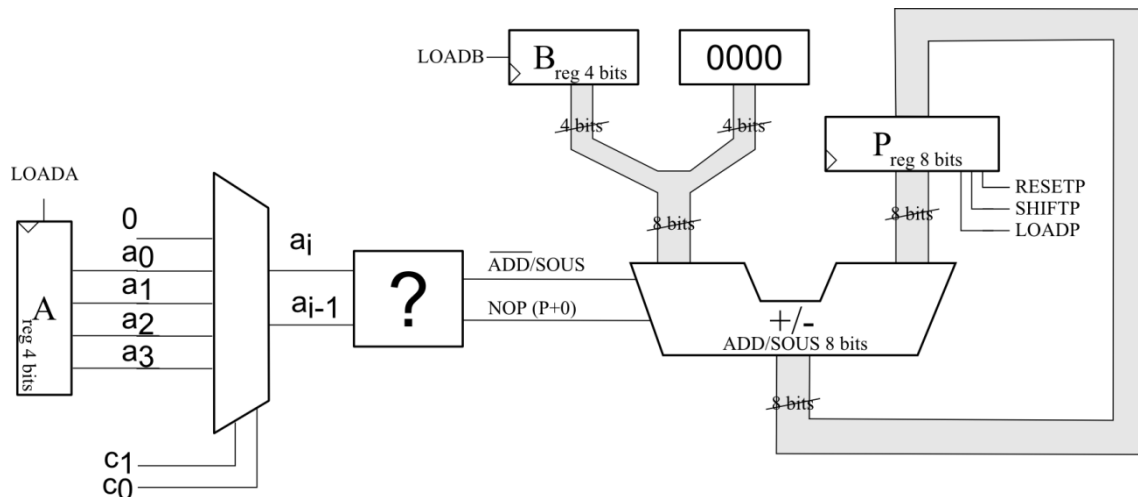 LOADB
B
reg 4 bits
0000
4 bits
4 bits
P
reg 8 bits
RESETP
SHIFTP
LOADP
LOADA
0
a0
a1
a2
a3
A
reg 4 bits
ai
ai-1
?
ADD/SOUS
NOP (P+0)
8 bits
8 bits
+/-
ADD/SOUS 8 bits
8 bits
c1
c0